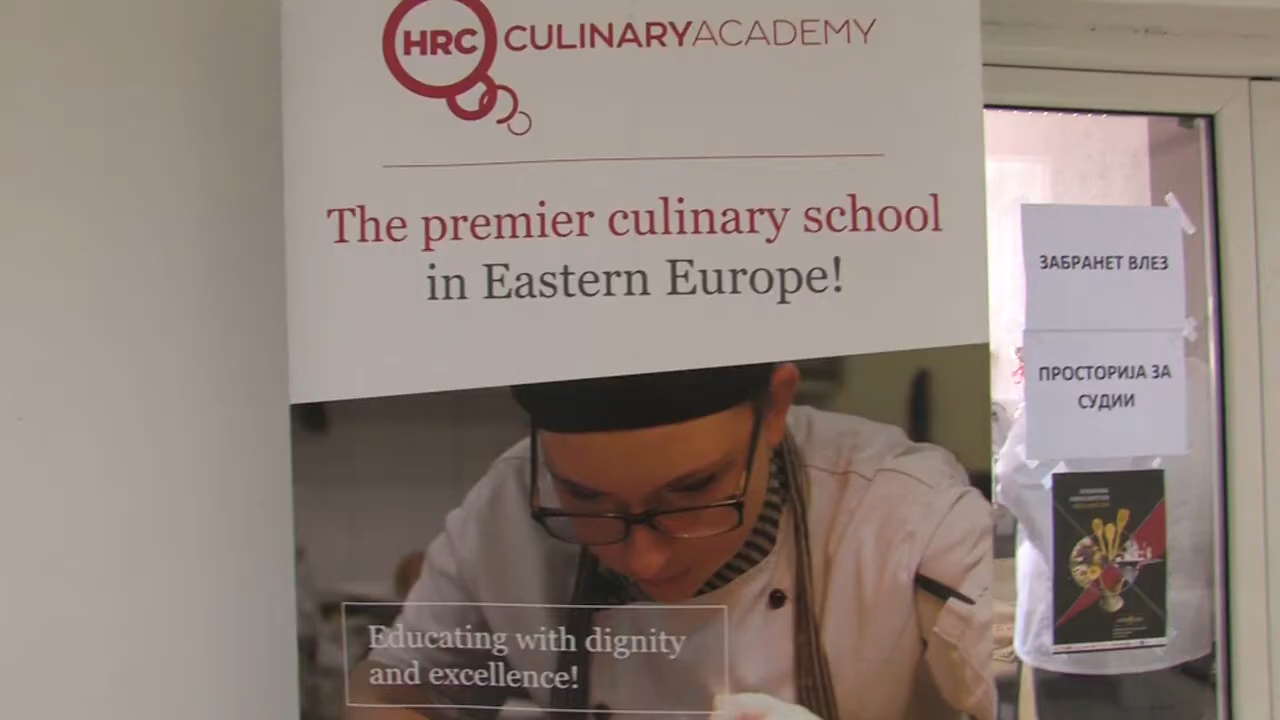 HRC CULINARYACADEMY
The premier culinary school
in Eastern Europe!
Educating with dignity
and excellence!
ЗАБРАНЕТ ВЛЕЗ
ПРОСТОРИЈА ЗА
СУДИИ